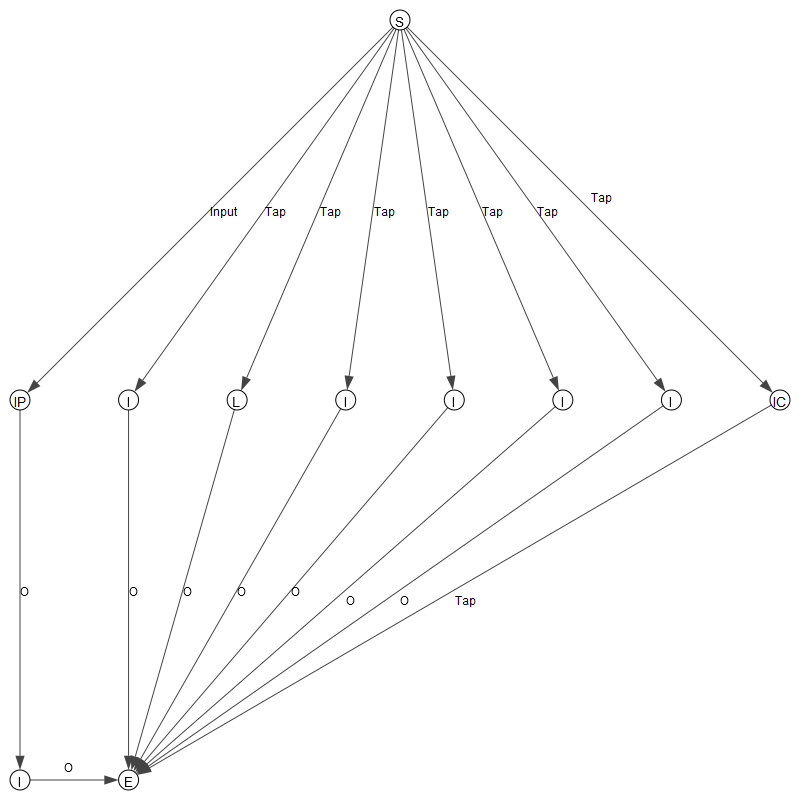 S
Tap
Input Tap Tap Tap Tap Tap Tap
IP I L I I I I IC
O O O O O
O O Tap
O
I E